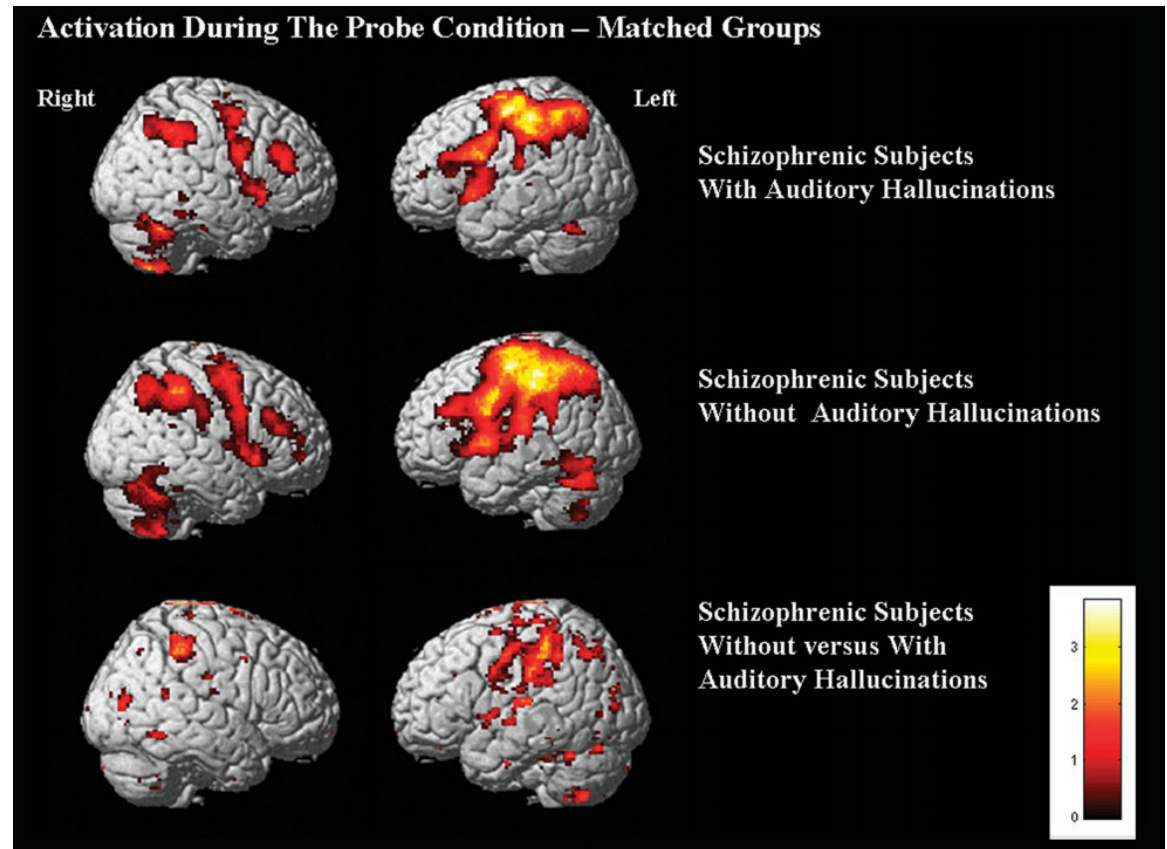 Activation During The Probe Condition – Matched Groups
Right
Left
Schizophrenic Subjects
With Auditory Hallucinations
Schizophrenic Subjects
Without Auditory Hallucinations
Schizophrenic Subjects
Without versus With
Auditory Hallucinations
3
2
1
0